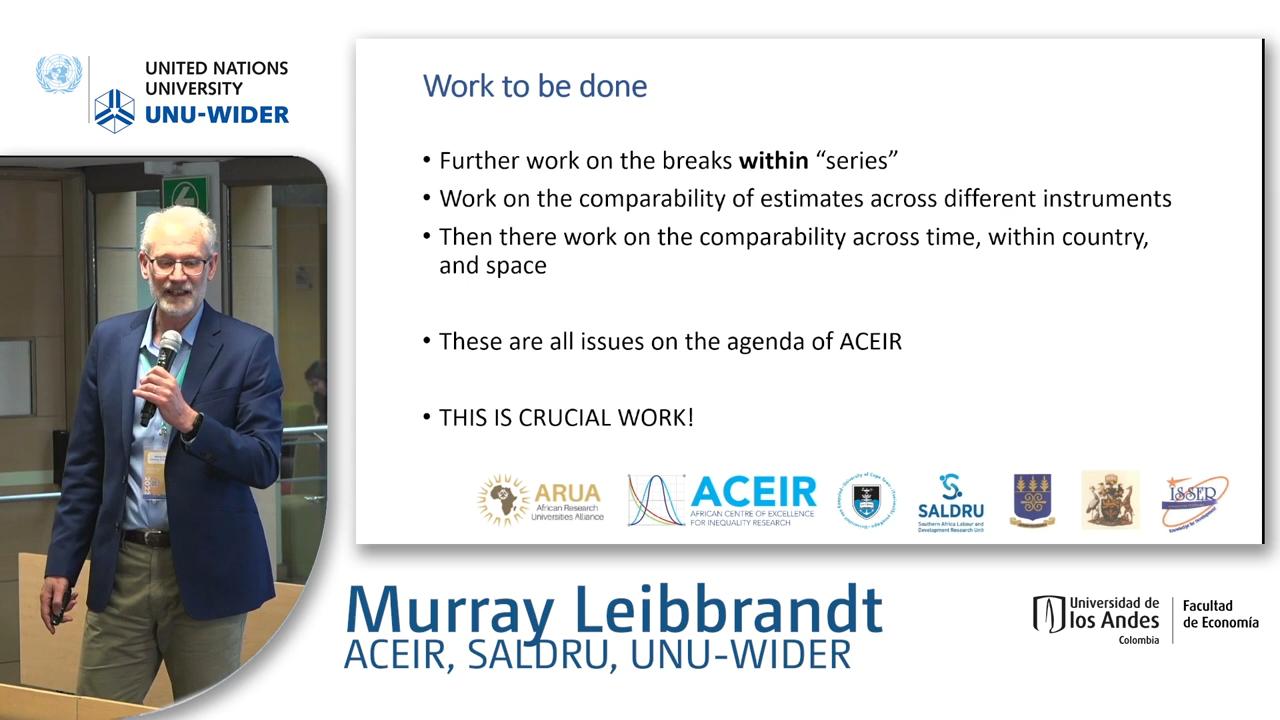 UNITED NATIONS
UNIVERSITY
UNU-WIDER
Work to be done
• Further work on the breaks within “series”
• Work on the comparability of estimates across different instruments
• Then there work on the comparability across time, within country,
and space
• These are all issues on the agenda of ACEIR
• THIS IS CRUCIAL WORK!
ARUA
African Research
Universities Alliance
ACEIR
AFRICAN CENTRE OF EXCELLENCE
FOR INEQUALITY RESEARCH
SALDRU
Southern Africa Labour and
Development Research Unit
ISSER
Knowledge for Development
Murray Leibbrandt
ACEIR, SALDRU, UNU-WIDER
Universidad de
los Andes
Colombia
Facultad
de Economía